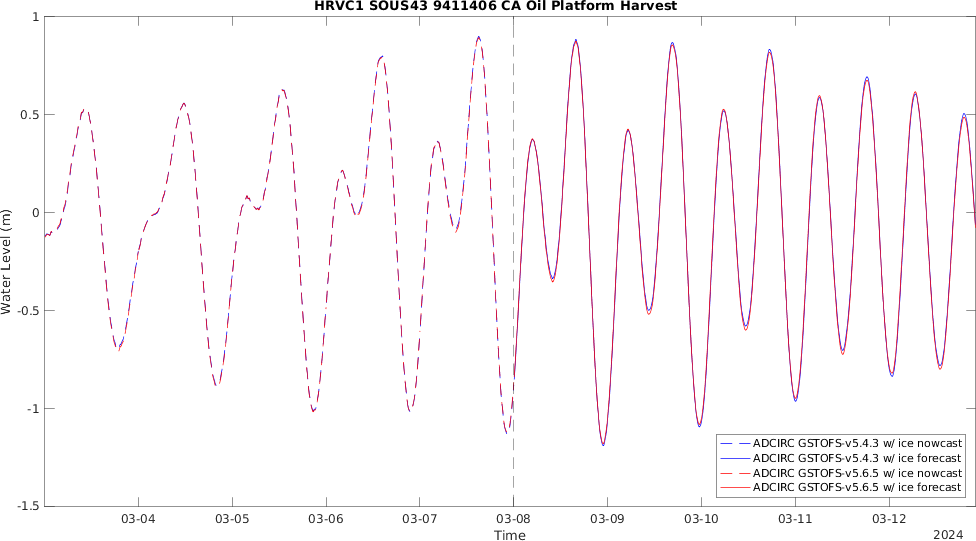 HRVC1 SOUS43 9411406 CA Oil Platform Harvest
1
0.5
0
-0.5
-1
-1.5
Water Level (m)
03-04 03-05 03-06 03-07 03-08 03-09 03-10 03-11 03-12
Time
2024
ADCIRC GSTOFS-v5.4.3 w/ ice nowcast
ADCIRC GSTOFS-v5.4.3 w/ ice forecast
ADCIRC GSTOFS-v5.6.5 w/ ice nowcast
ADCIRC GSTOFS-v5.6.5 w/ ice forecast